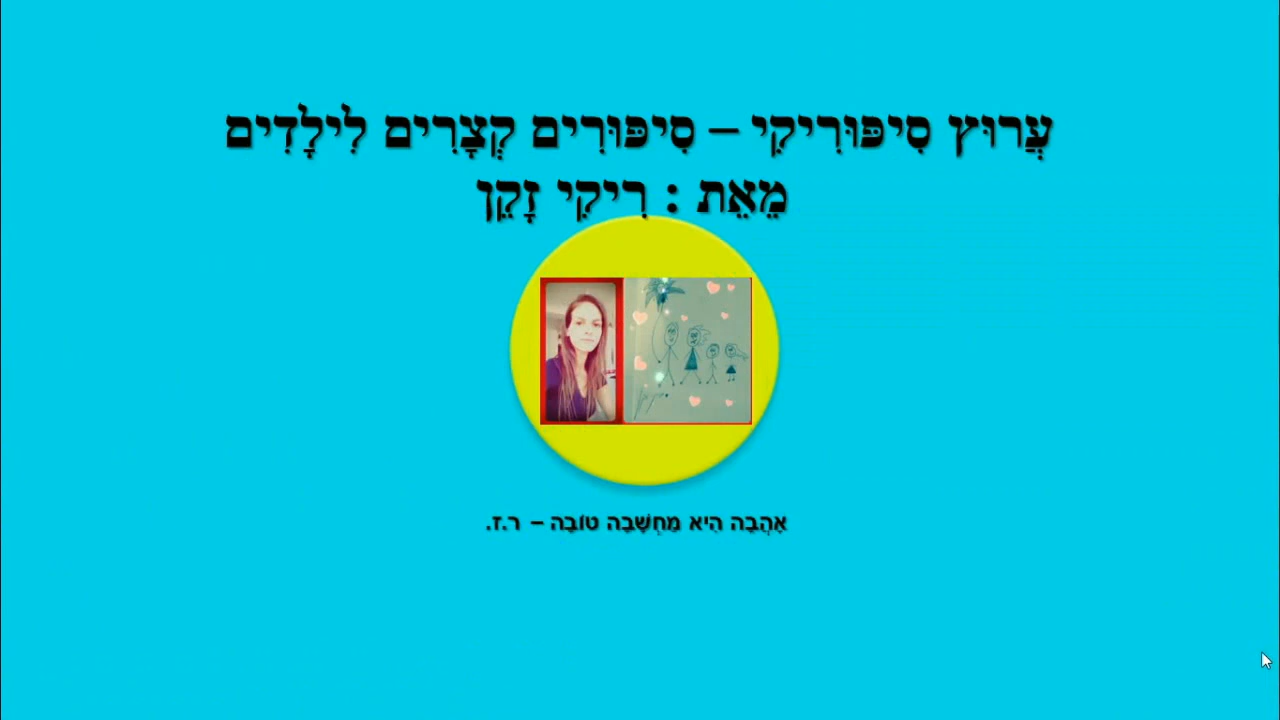 עֲרוּץ סִיפּוּרִיקִי – סִיפּוּרִים קְצָרִים לִילָדִים
מֵאֵת : רִיקִי זָקֵן
אַהֲבָה הִיא מַחְשָׁבָה טוֹבָה – ר.ז.